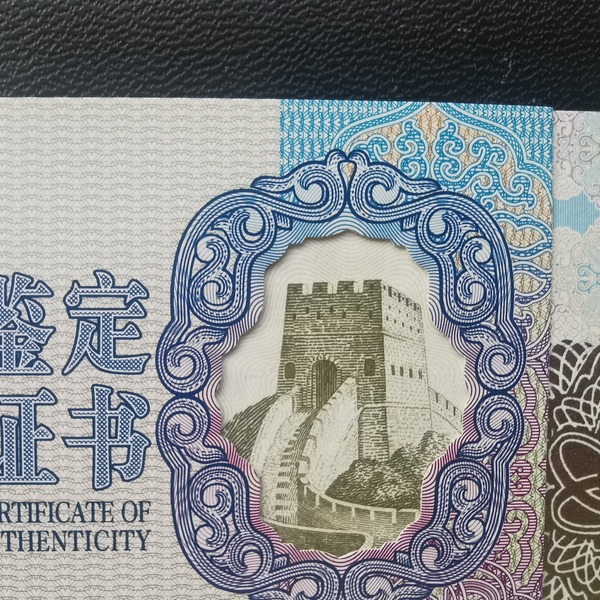 鉴定
证书
RTIFICATE OF
THENTICITY